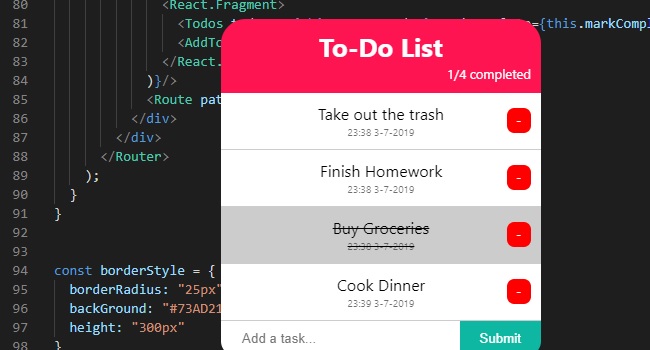 80 <React.Fragment>
81 <Todos {this.markCompl
82 <AddTo
83 </React.
84 )}/>
85 <Route pat
86 </div>
87 </div>
88 </Router>
89 );
90 }
91 }
92
93
94 const borderStyle = {
95 borderRadius: "25px"
96 backGround: "#73AD21
97 height: "300px"
98 }
To-Do List
1/4 completed
Take out the trash
23:38 3-7-2019
-
Finish Homework
23:38 3-7-2019
-
Buy Groceries
23:38 3-7-2019
-
Cook Dinner
23:39 3-7-2019
-
Add a task...
Submit